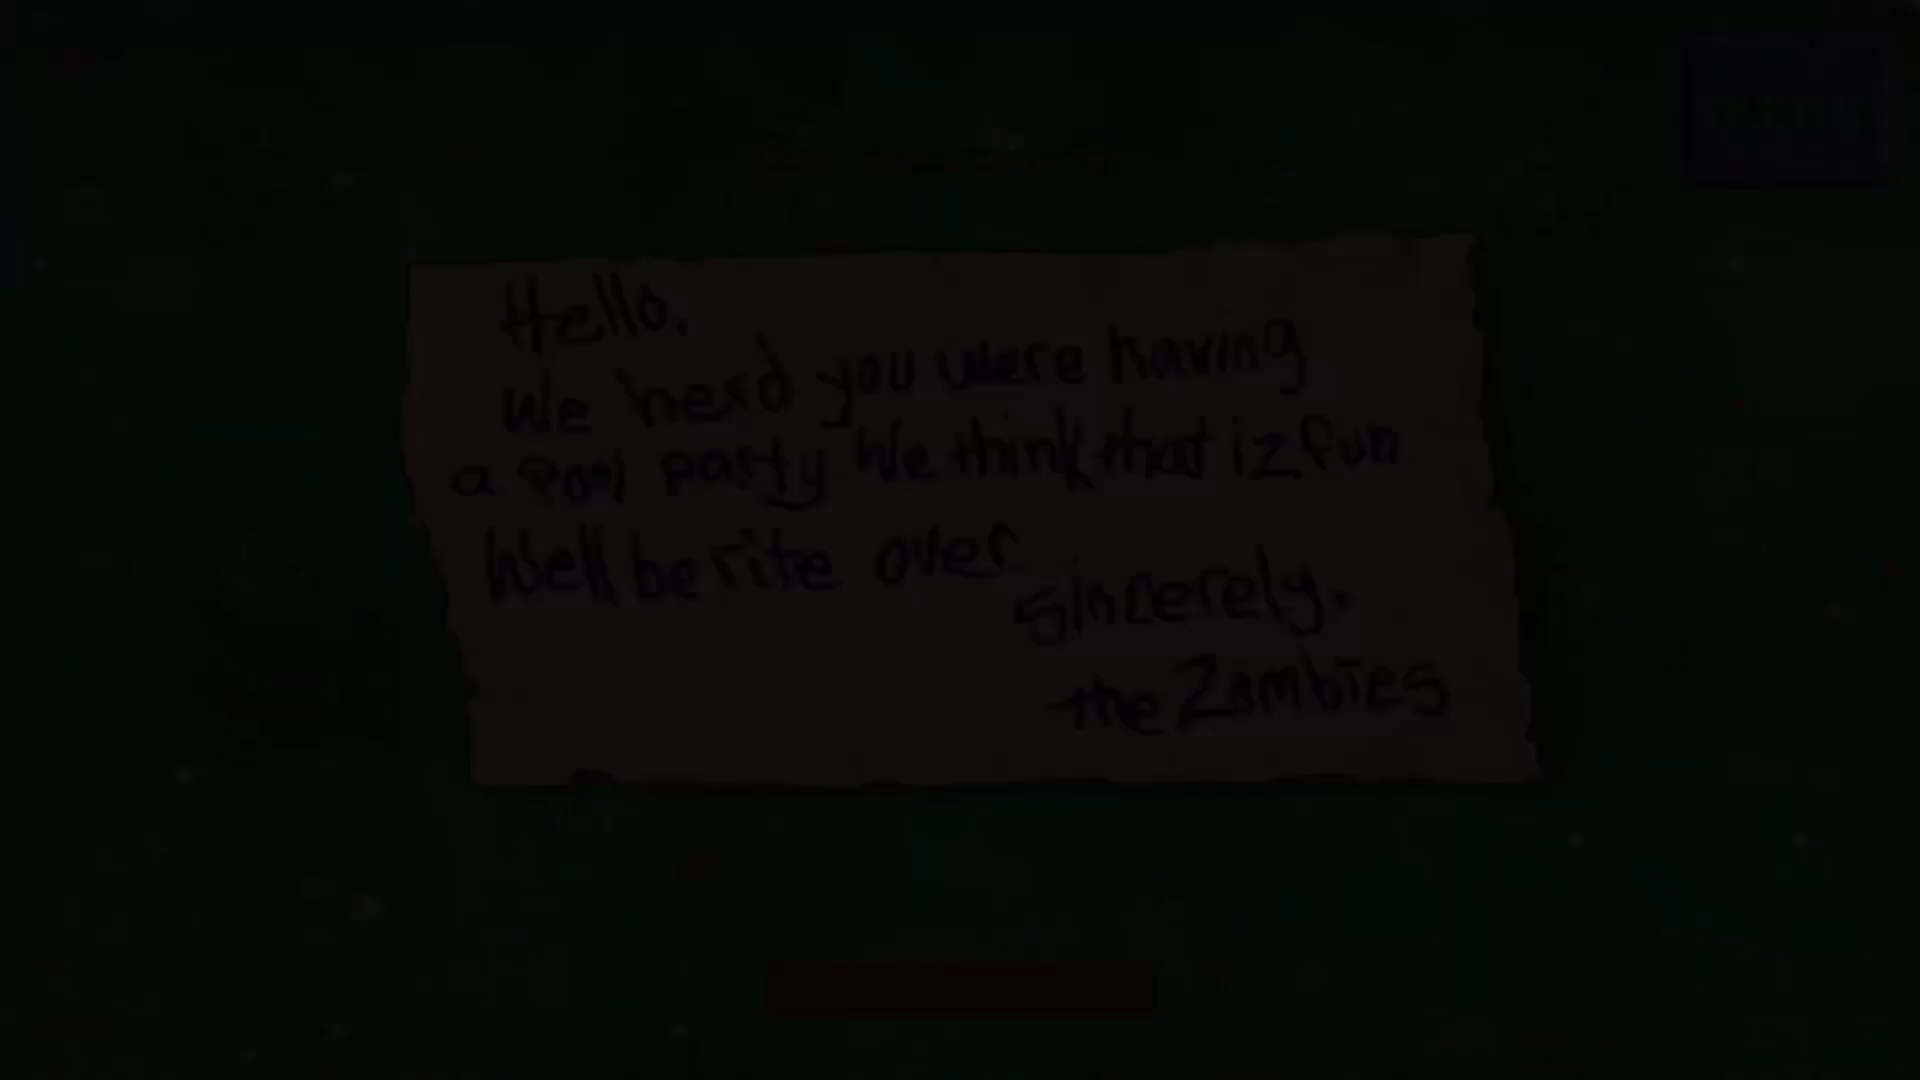 Hello.
We herd you were having
a pool party We think that iz fun
Well be rite over
sincerely.
the Zombies